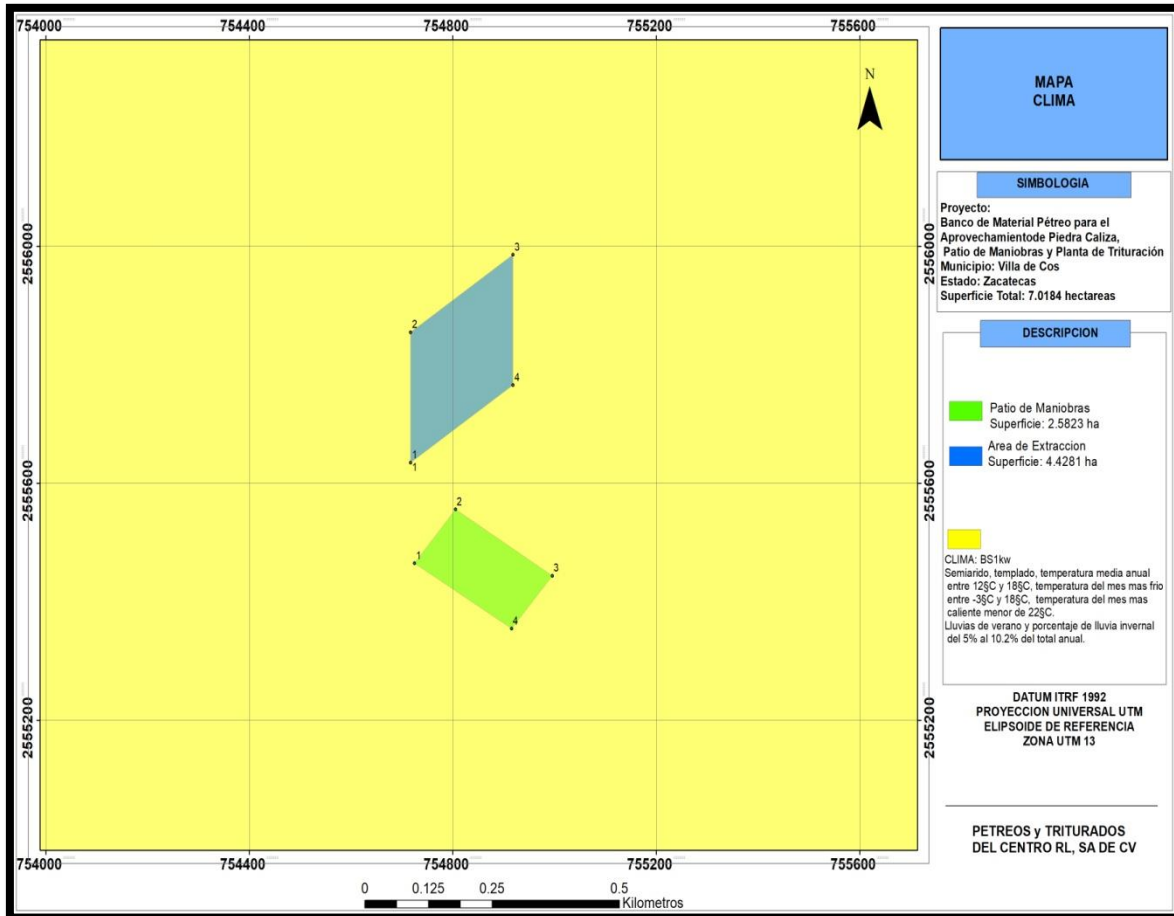 754000 754400 754800 755200 755600
2556000
2555600
2555200
2556000
2555600
2555200
N
3
2
4
1
1
2
1
3
4
754000 754400 754800 755200 755600
0 0.125 0.25 0.5
Kilometros
MAPA
CLIMA
SIMBOLOGIA
Proyecto:
Banco de Material Pétreo para el
Aprovechamientode Piedra Caliza,
Patio de Maniobras y Planta de Trituración
Municipio: Villa de Cos
Estado: Zacatecas
Superficie Total: 7.0184 hectareas
DESCRIPCION
Patio de Maniobras
Superficie: 2.5823 ha
Area de Extraccion
Superficie: 4.4281 ha
CLIMA: BS1kw
Semiarido, templado, temperatura media anual
entre 12§C y 18§C, temperatura del mes mas frio
entre -3§C y 18§C, temperatura del mes mas
caliente menor de 22§C.
Lluvias de verano y porcentaje de lluvia invernal
del 5% al 10.2% del total anual.
DATUM ITRF 1992
PROYECCION UNIVERSAL UTM
ELIPSOIDE DE REFERENCIA
ZONA UTM 13
PETREOS y TRITURADOS
DEL CENTRO RL, SA DE CV